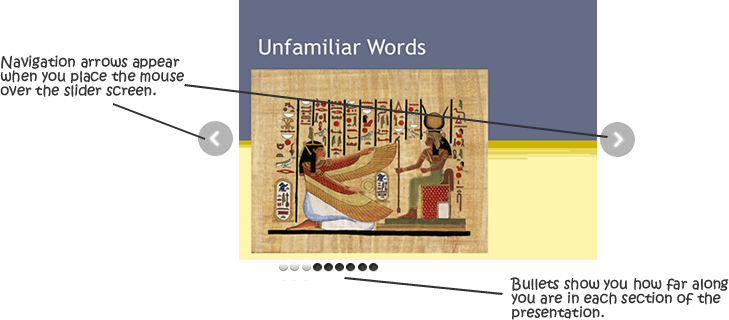 Unfamiliar Words
Navigation arrows appear
when you place the mouse
over the slider screen.
Bullets show you how far along
you are in each section of the
presentation.